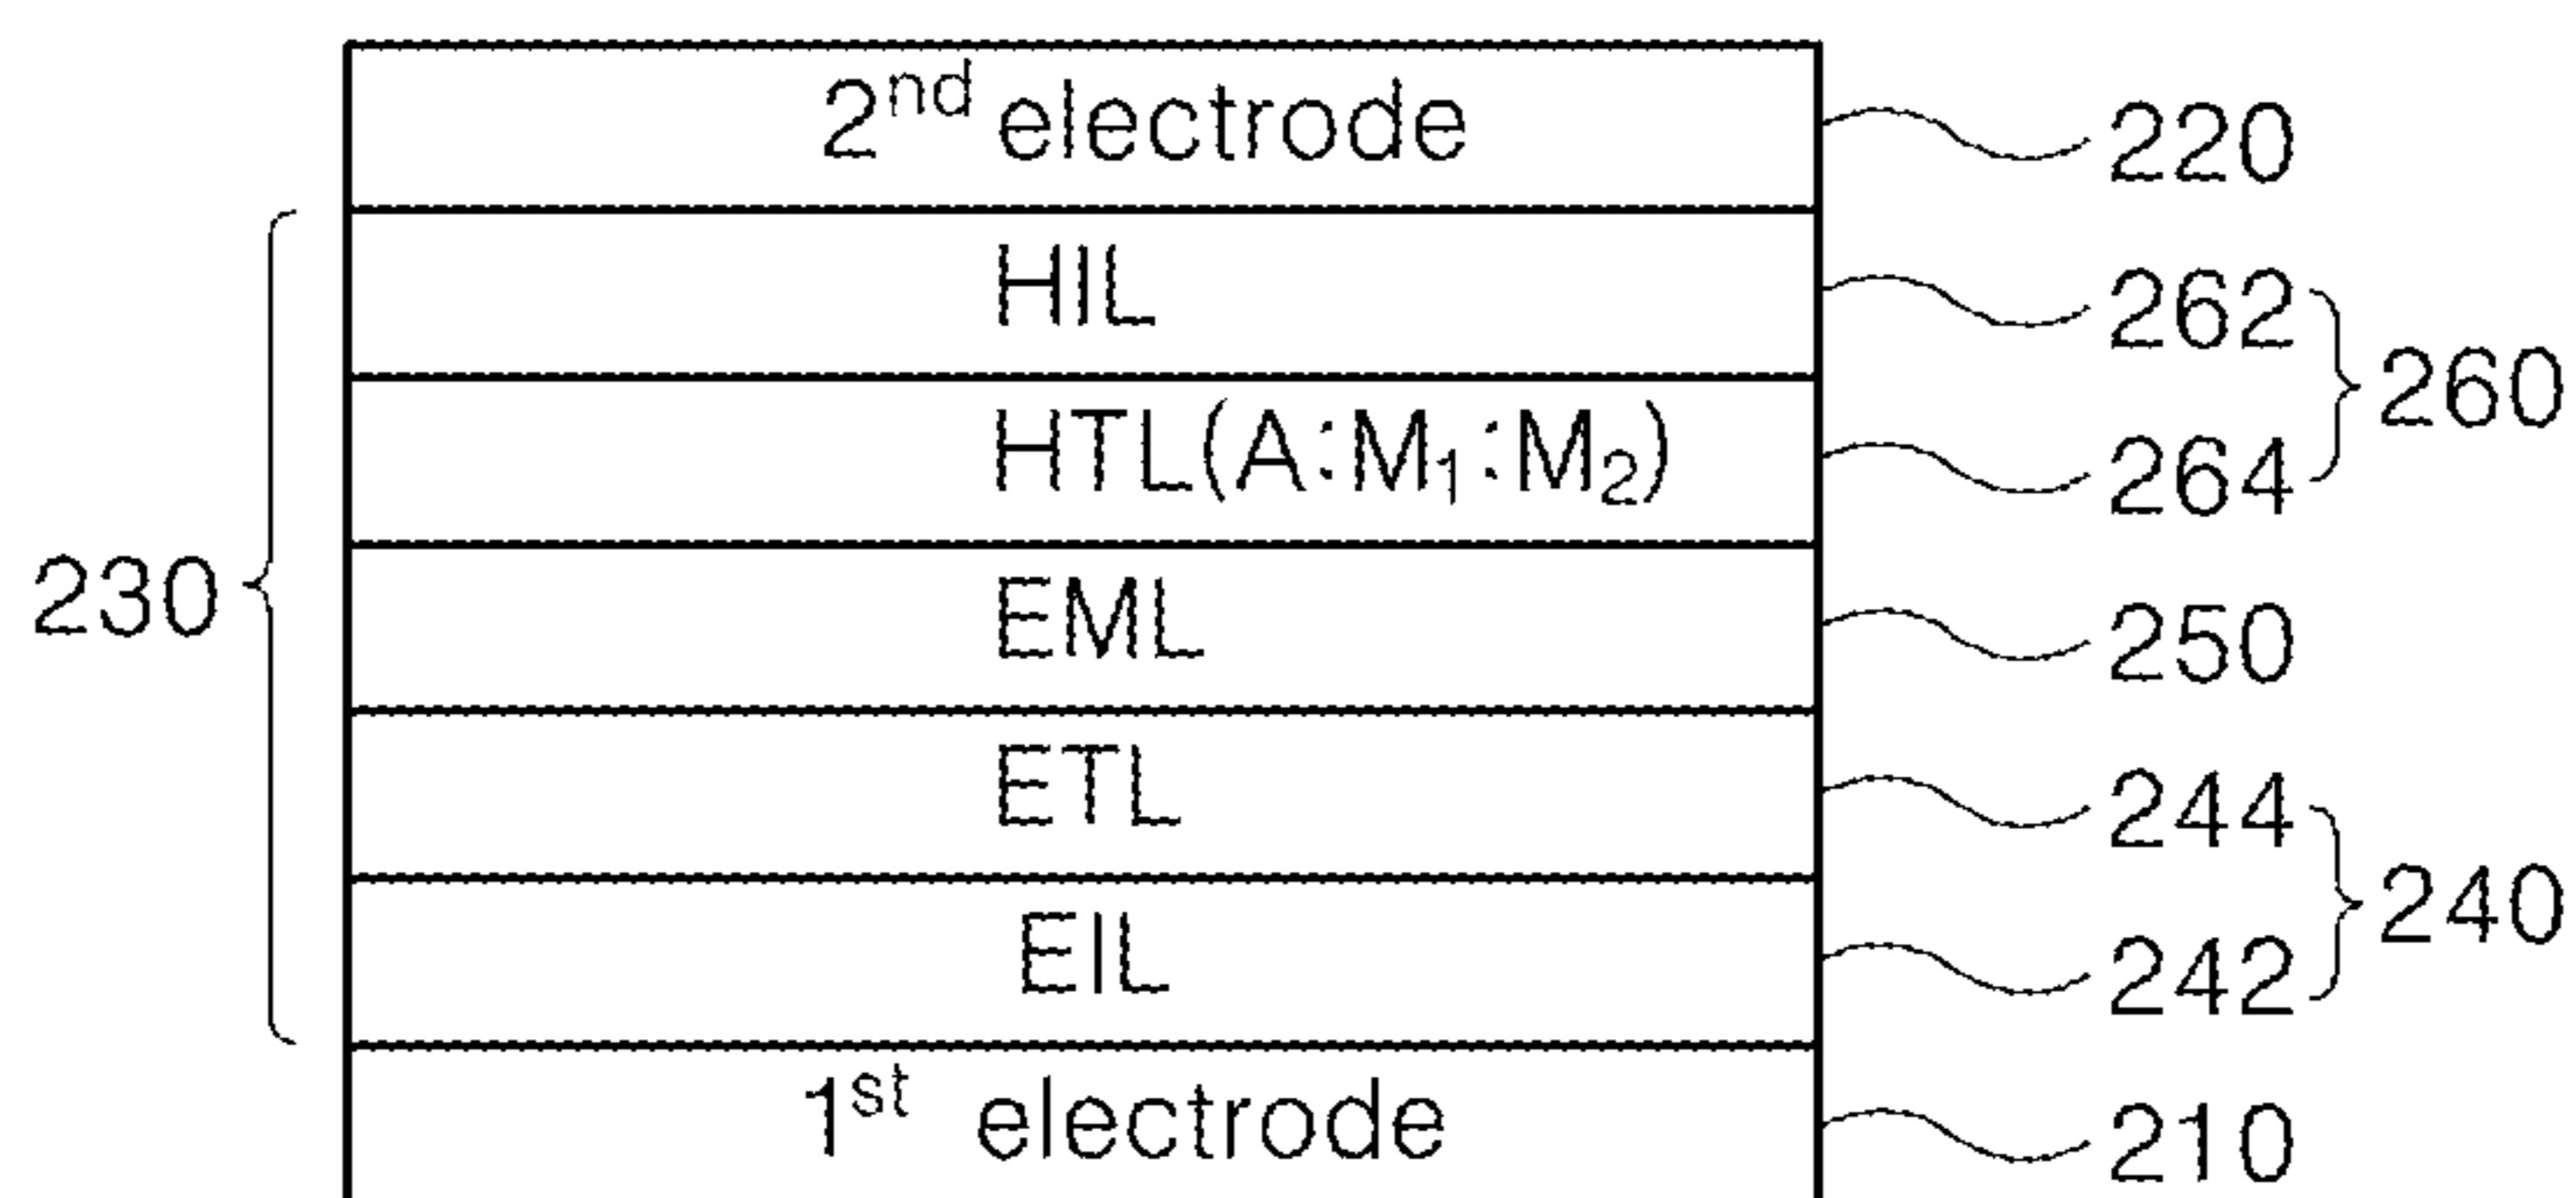 2nd electrode 220
HIL 262
260
HTL(A:M1:M2) 264
230
EML 250
ETL 244
240
EIL 242
1st electrode 210